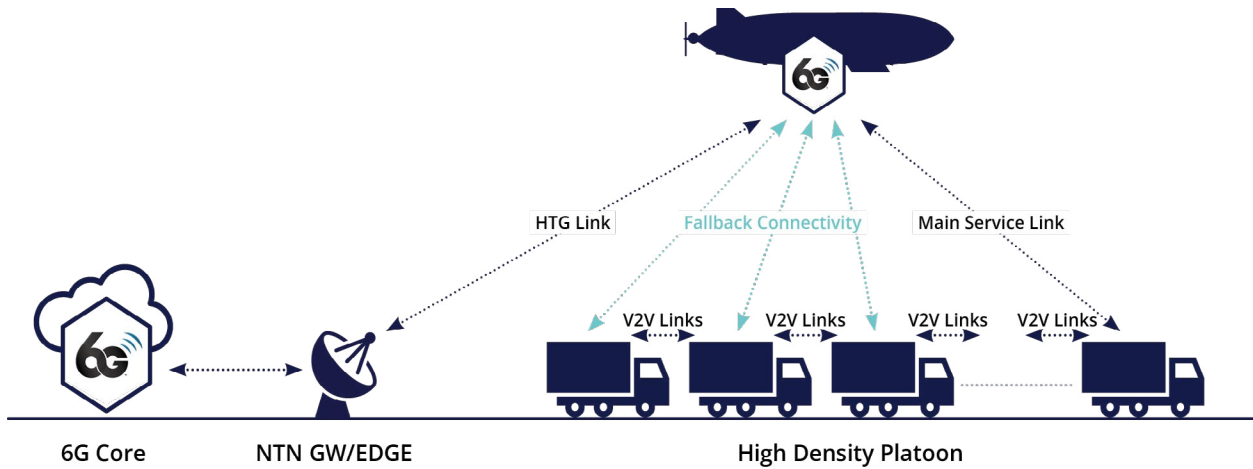 6G
HTG Link
Fallback Connectivity
Main Service Link
V2V Links
V2V Links
V2V Links
V2V Links
6G
6G Core
NTN GW/EDGE
High Density Platoon